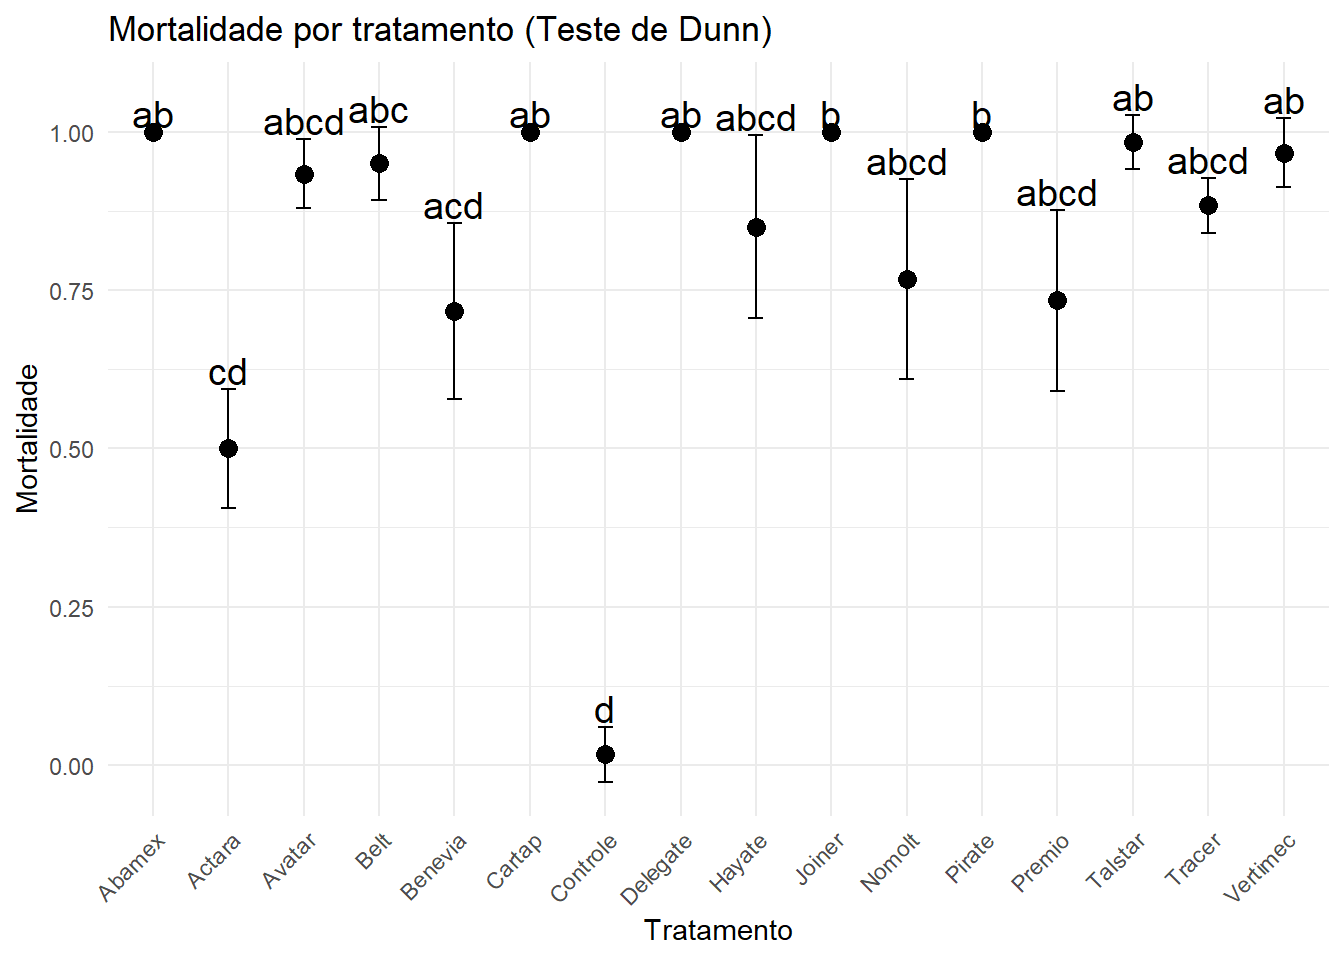 Mortalidade por tratamento (Teste de Dunn)
ab
cd
abcd
abc
acd
ab
d
ab
abcd
b
abcd
b
abcd
ab
abcd
ab
1.00
0.75
0.50
0.25
0.00
Mortalidade
Abamex
Actara
Avatar
Belt
Benevia
Cartap
Controle
Delegate
Hayate
Joiner
Nomolt
Pirate
Premio
Talstar
Tracer
Vertimec
Tratamento